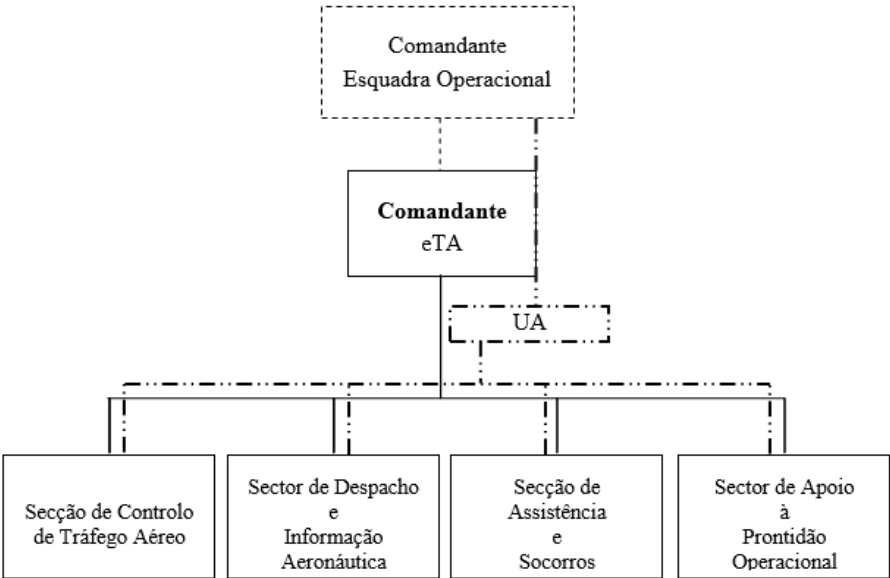 Comandante
Esquadra Operacional
Comandante
eTA
UA
Secção de Controlo
de Tráfego Aéreo
Sector de Despacho
e
Informação
Aeronáutica
Secção de
Assistência
e
Socorros
Sector de Apoio
à
Prontidão
Operacional